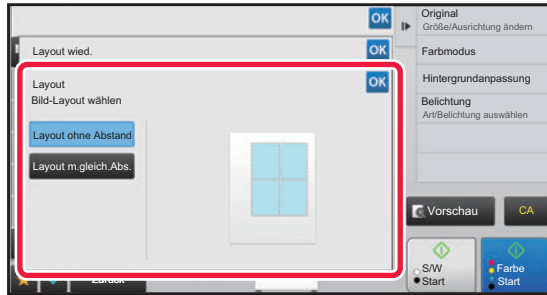 OK
Layout wied.
OK
Layout
OK
Bild-Layout wählen
Layout ohne Abstand
Layout m.gleich.Abs.
Zurück
Original
Größe/Ausrichtung ändern
Farbmodus
Hintergrundanpassung
Belichtung
Art/Belichtung auswählen
Vorschau
CA
S/W
Start
Farbe
Start